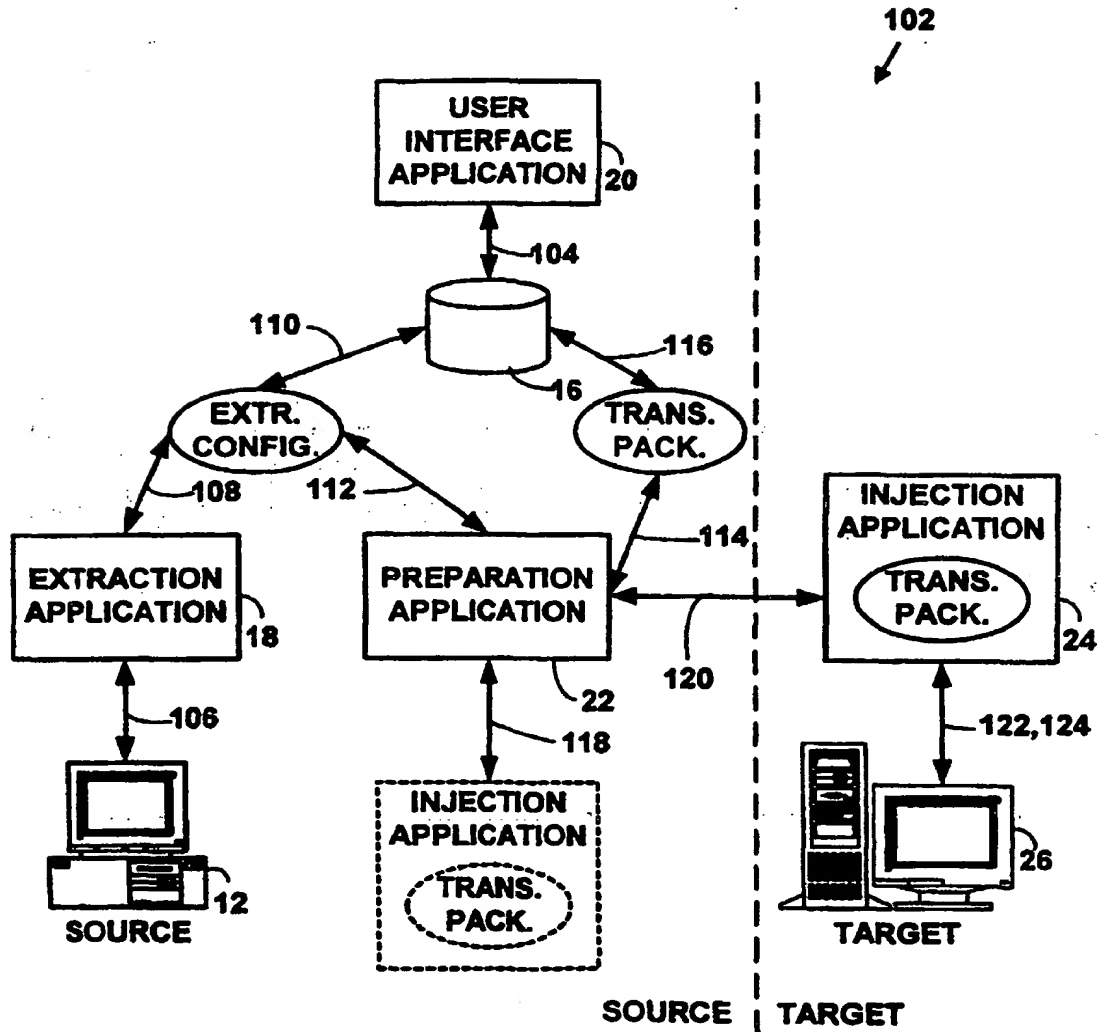 102
USER
INTERFACE
APPLICATION
20
104
110
116
16
EXTR.
CONFIG.
TRANS.
PACK.
108
112
114
INJECTION
APPLICATION
TRANS.
PACK.
24
EXTRACTION
APPLICATION
18
PREPARATION
APPLICATION
22
120
106
118
122,124
INJECTION
APPLICATION
TRANS.
PACK.
12
SOURCE
26
TARGET
SOURCE
TARGET